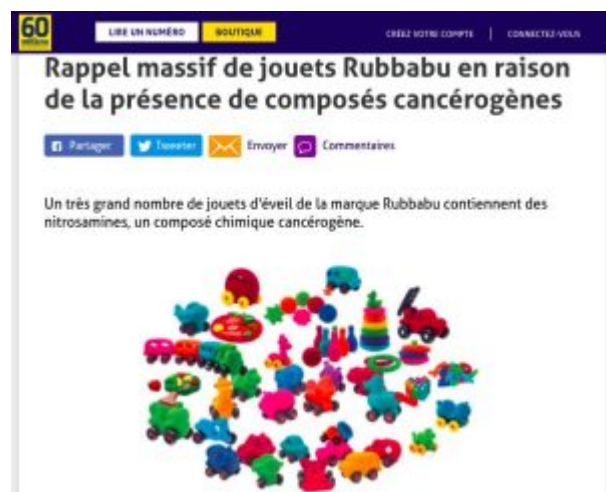 60
LIRE UN NUMÉRO
BOUTIQUE
CRÉEZ VOTRE COMPTE | CONNECTEZ-VOUS
Rappel massif de jouets Rubbabu en raison
de la présence de composés cancérogènes
Partager
Tweeter
Envoyer
Commentaires
Un très grand nombre de jouets d'éveil de la marque Rubbabu contiennent des
nitrosamines, un composé chimique cancérogène.